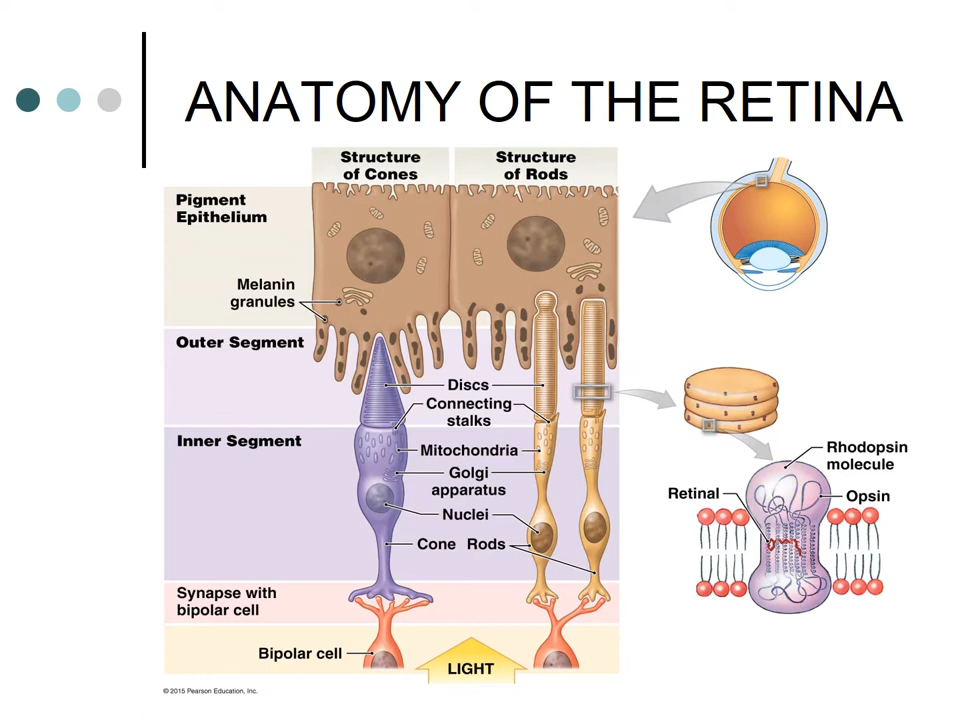 ANATOMY OF THE RETINA
Structure
of Cones
Structure
of Rods
Pigment
Epithelium
Melanin
granules
Outer Segment
Discs
Connecting
stalks
Inner Segment
Mitochondria
Golgi
apparatus
Nuclei
Cone Rods
Rhodopsin
molecule
Retinal
Opsin
Synapse with
bipolar cell
Bipolar cell
LIGHT
© 2015 Pearson Education, Inc.